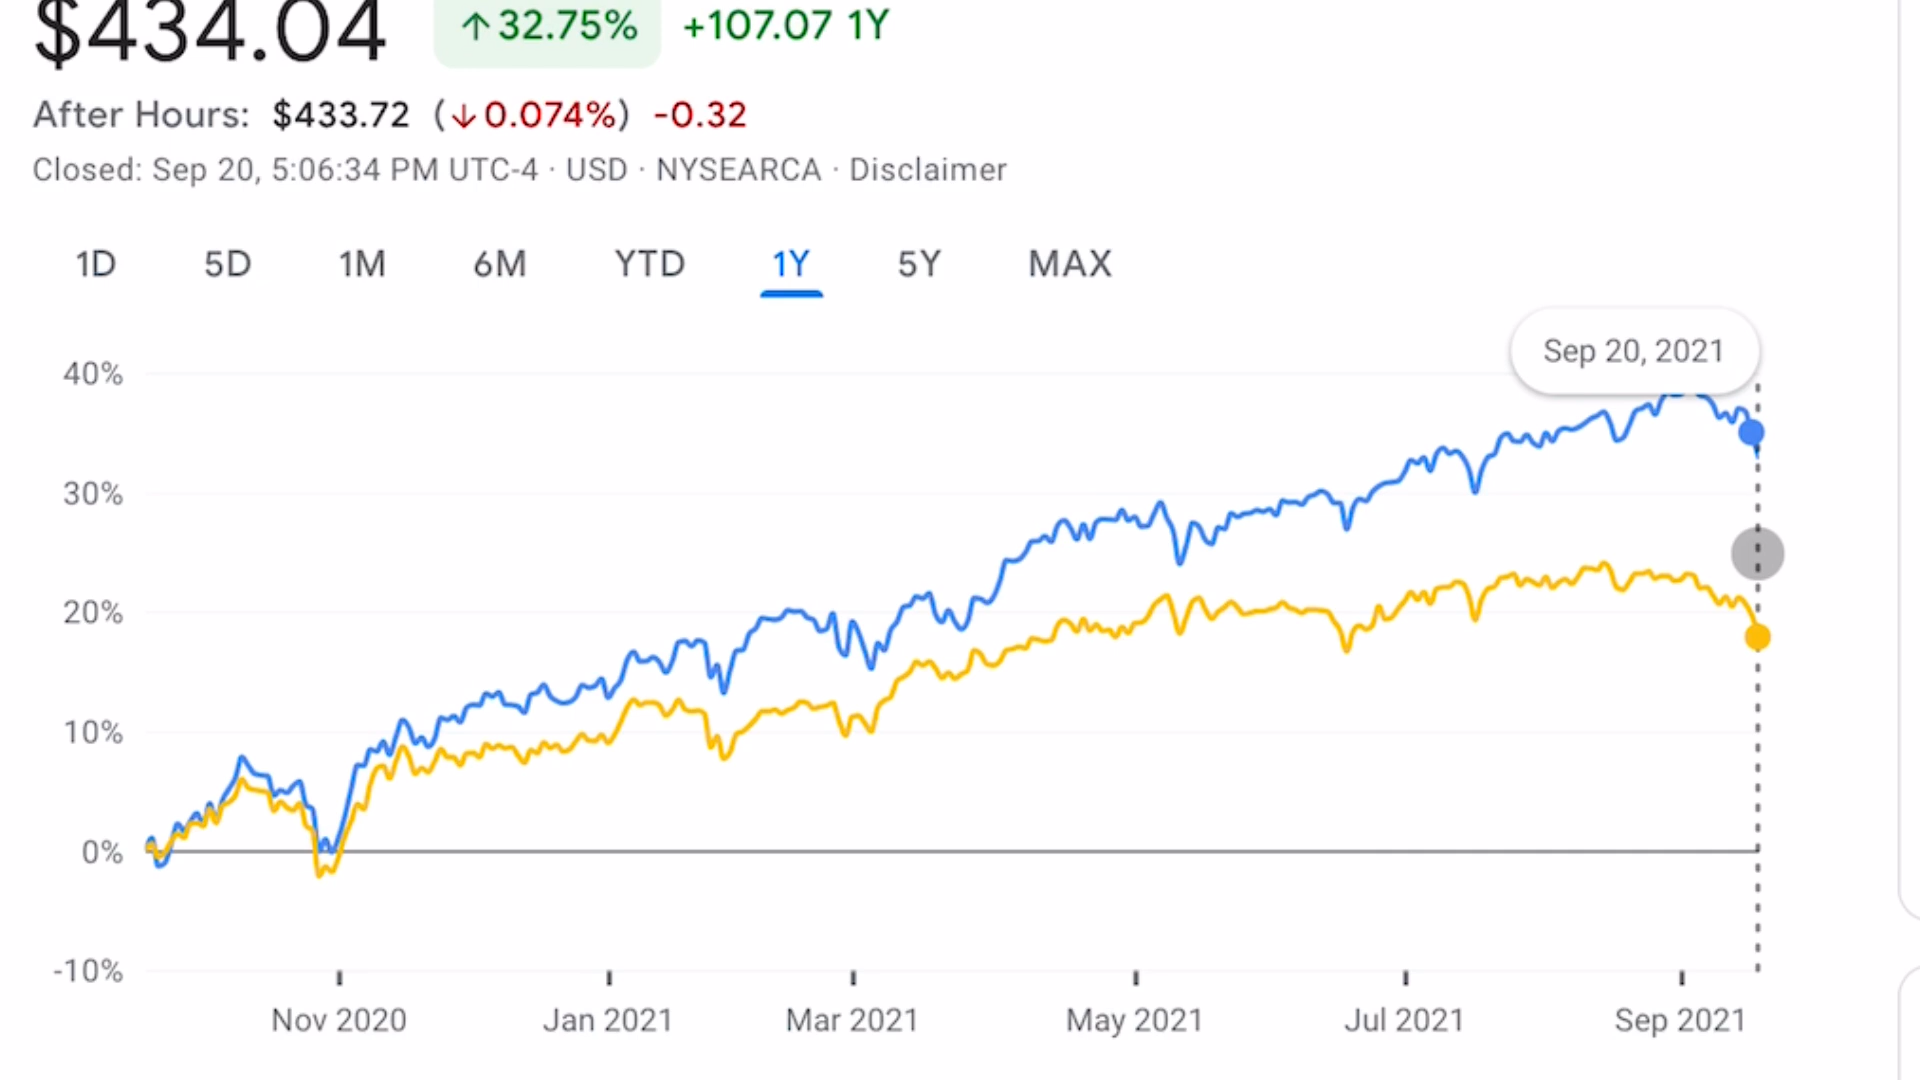 $434.04 ↑32.75% +107.07 1Y
After Hours: $433.72 (↓0.074%) -0.32
Closed: Sep 20, 5:06:34 PM UTC-4 · USD · NYSEARCA · Disclaimer
1D 5D 1M 6M YTD 1Y 5Y MAX
Sep 20, 2021
40%
30%
20%
10%
0%
-10%
Nov 2020 Jan 2021 Mar 2021 May 2021 Jul 2021 Sep 2021